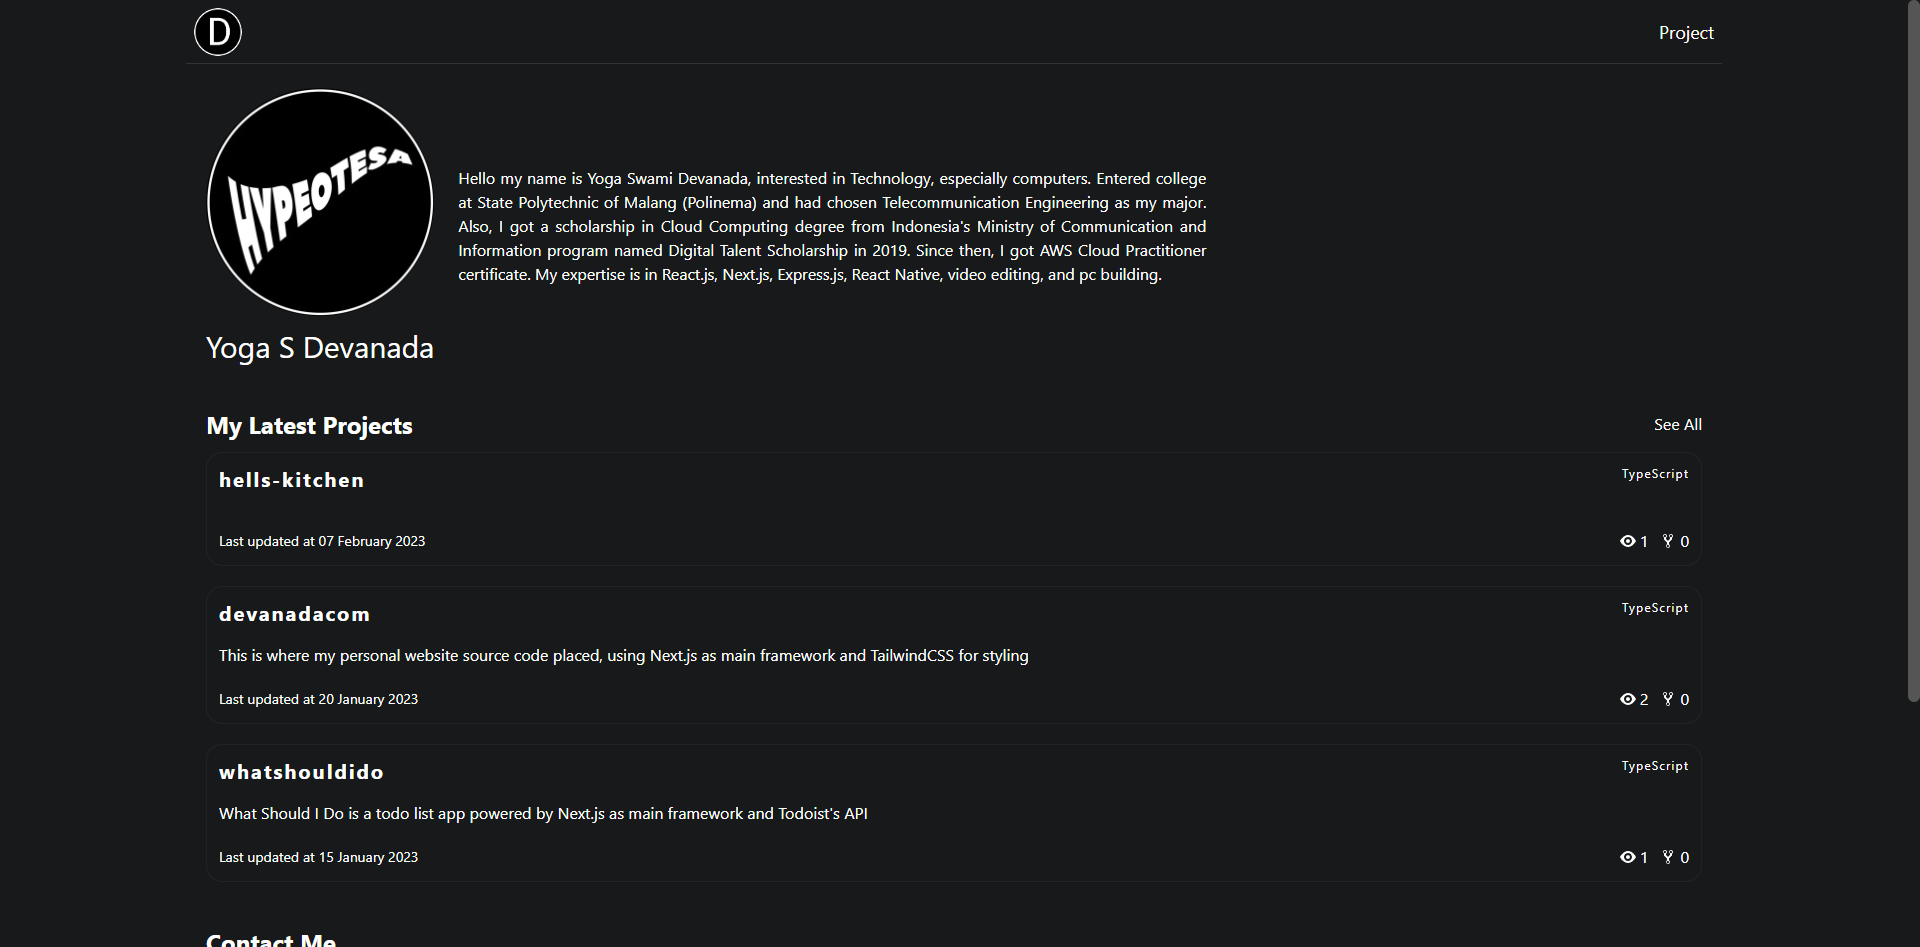 D
Project
HYPEOTESA
Hello my name is Yoga Swami Devanada, interested in Technology, especially computers. Entered college
at State Polytechnic of Malang (Polinema) and had chosen Telecommunication Engineering as my major.
Also, I got a scholarship in Cloud Computing degree from Indonesia's Ministry of Communication and
Information program named Digital Talent Scholarship in 2019. Since then, I got AWS Cloud Practitioner
certificate. My expertise is in React.js, Next.js, Express.js, React Native, video editing, and pc building.
Yoga S Devanada
My Latest Projects
See All
hells-kitchen
TypeScript
Last updated at 07 February 2023
1 0
devanadacom
TypeScript
This is where my personal website source code placed, using Next.js as main framework and TailwindCSS for styling
Last updated at 20 January 2023
2 0
whatshouldido
TypeScript
What Should I Do is a todo list app powered by Next.js as main framework and Todoist's API
Last updated at 15 January 2023
1 0
Contact Me